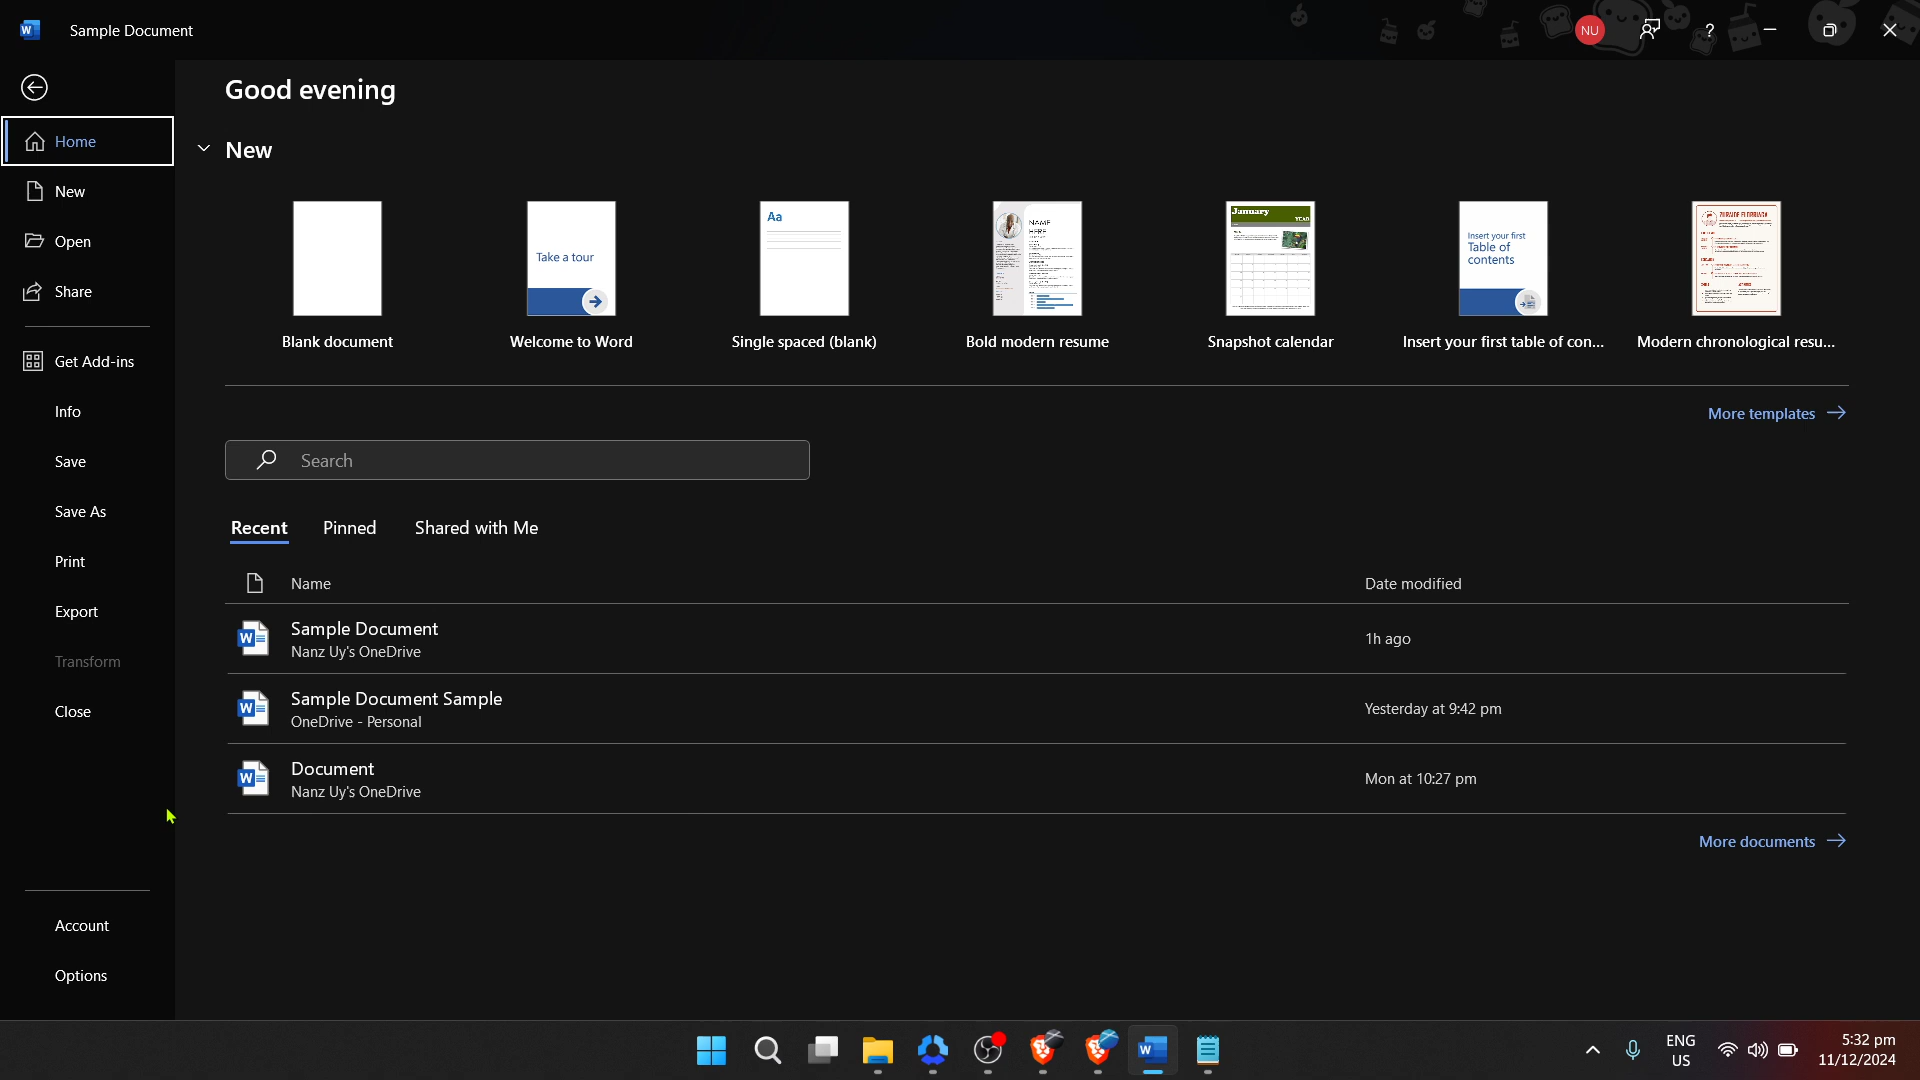 Sample Document
NU
?
Good evening
Home
New
New
Open
Share
Get Add-ins
Info
Save
Save As
Print
Export
Transform
Close
Account
Options
Take a tour
Aa
NAME
HERE
January
YEAR
Insert your first
Table of
contents
Blank document
Welcome to Word
Single spaced (blank)
Bold modern resume
Snapshot calendar
Insert your first table of con...
Modern chronological resu...
More templates
Search
Recent
Pinned
Shared with Me
Name
Date modified
Sample Document
Nanz Uy's OneDrive
1h ago
Sample Document Sample
OneDrive - Personal
Yesterday at 9:42 pm
Document
Nanz Uy's OneDrive
Mon at 10:27 pm
More documents
ENG
US
5:32 pm
11/12/2024